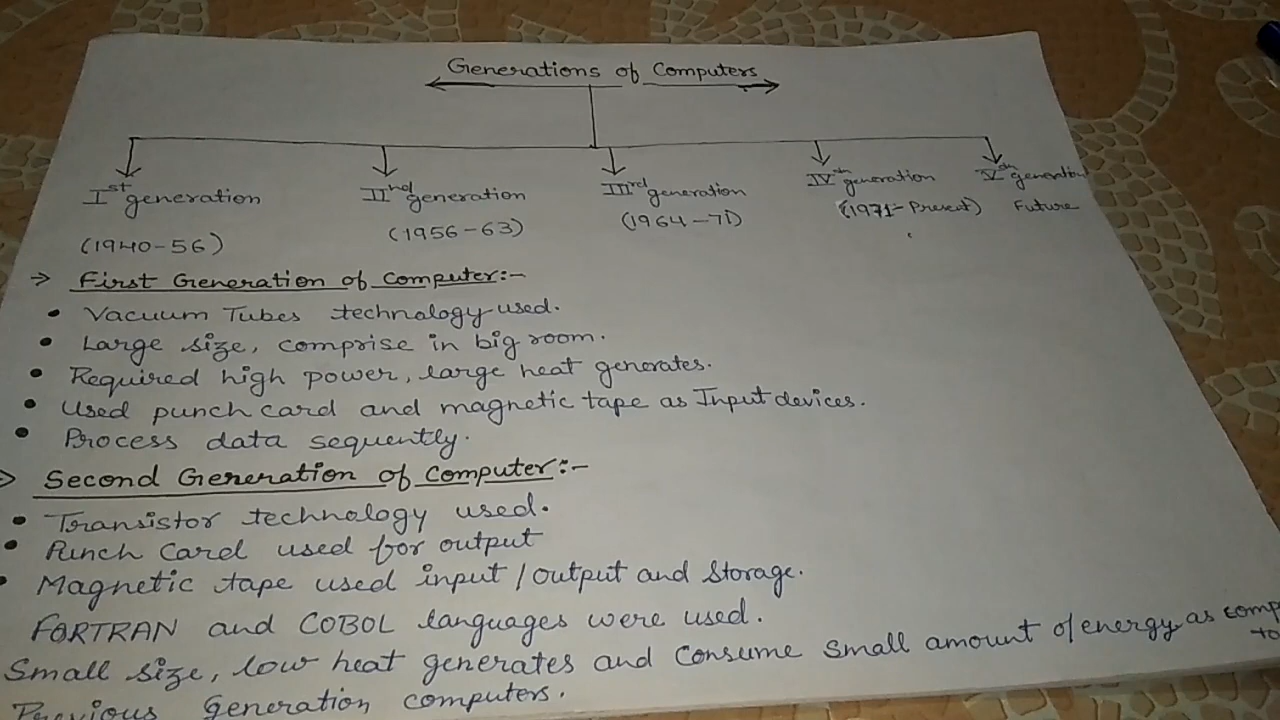 Generations of Computers
Ist generation IInd generation IIIrd generation IVth generation Vth generation
(1940-56) (1956-63) (1964-71) (1971-Present) Future
→ First Generation of Computer:-
• Vacuum Tubes technology used.
• Large size, comprise in big room.
• Required high power, large heat generates.
• Used punch card and magnetic tape as Input devices.
• Process data sequently.
> Second Generation of Computer:-
• Transistor technology used.
• Punch Card used for output
• Magnetic tape used input/output and Storage.
FORTRAN and COBOL languages were used.
Small size, low heat generates and consume small amount of energy as comp
to
Previous generation computers.